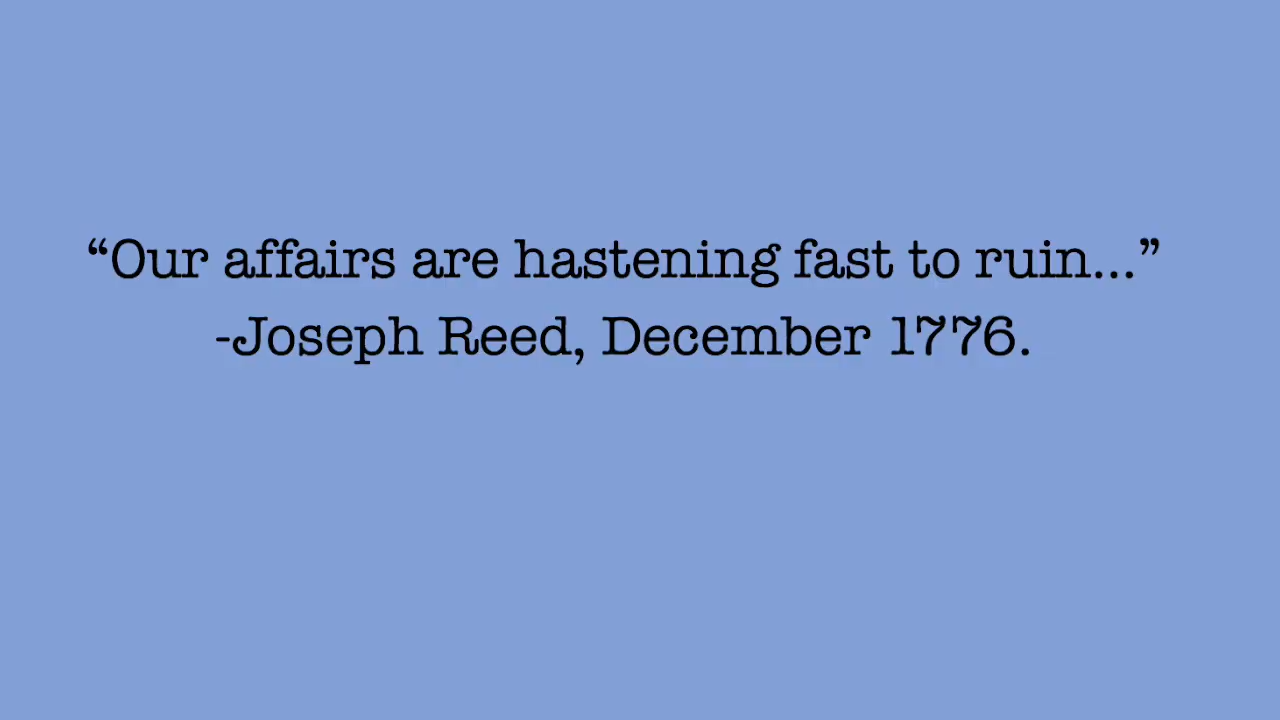 “Our affairs are hastening fast to ruin...”
-Joseph Reed, December 1776.